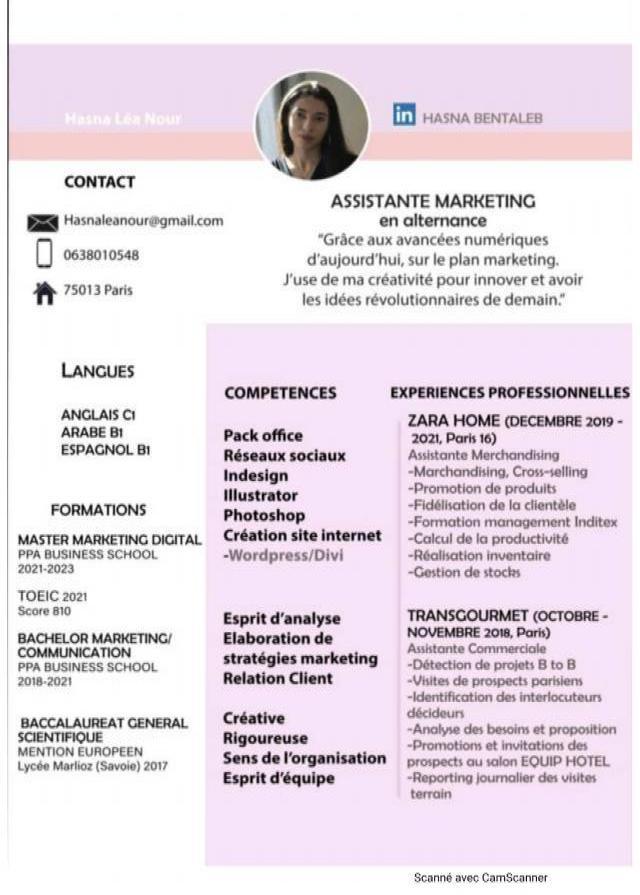 Hasna Léa Nour
in HASNA BENTALEB
CONTACT
Hasnaleanour@gmail.com
0638010548
75013 Paris
ASSISTANTE MARKETING
en alternance
“Grâce aux avancées numériques
d’aujourd’hui, sur le plan marketing.
J’use de ma créativité pour innover et avoir
les idées révolutionnaires de demain.”
LANGUES
ANGLAIS C1
ARABE B1
ESPAGNOL B1
FORMATIONS
MASTER MARKETING DIGITAL
PPA BUSINESS SCHOOL
2021-2023
TOEIC 2021
Score 810
BACHELOR MARKETING/
COMMUNICATION
PPA BUSINESS SCHOOL
2018-2021
BACCALAUREAT GENERAL
SCIENTIFIQUE
MENTION EUROPEEN
Lycée Marlioz (Savoie) 2017
COMPETENCES
Pack office
Réseaux sociaux
Indesign
Illustrator
Photoshop
Création site internet
-Wordpress/Divi
Esprit d’analyse
Elaboration de
stratégies marketing
Relation Client
Créative
Rigoureuse
Sens de l’organisation
Esprit d’équipe
EXPERIENCES PROFESSIONNELLES
ZARA HOME (DECEMBRE 2019 -
2021, Paris 16)
Assistante Merchandising
-Marchandising, Cross-selling
-Promotion de produits
-Fidélisation de la clientèle
-Formation management Inditex
-Calcul de la productivité
-Réalisation inventaire
-Gestion de stocks
TRANSGOURMET (OCTOBRE -
NOVEMBRE 2018, Paris)
Assistante Commerciale
-Détection de projets B to B
-Visites de prospects parisiens
-Identification des interlocuteurs
décideurs
-Analyse des besoins et proposition
-Promotions et invitations des
prospects au salon EQUIP HOTEL
-Reporting journalier des visites
terrain
Scanné avec CamScanner